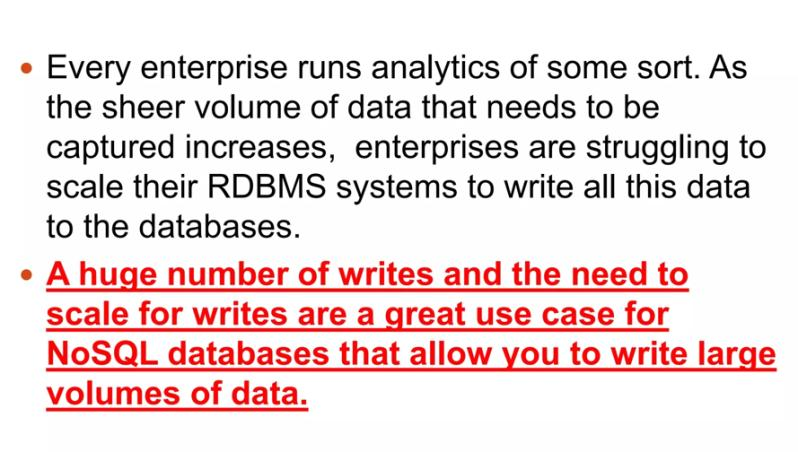 • Every enterprise runs analytics of some sort. As
the sheer volume of data that needs to be
captured increases,  enterprises are struggling to
scale their RDBMS systems to write all this data
to the databases.
• A huge number of writes and the need to
scale for writes are a great use case for
NoSQL databases that allow you to write large
volumes of data.